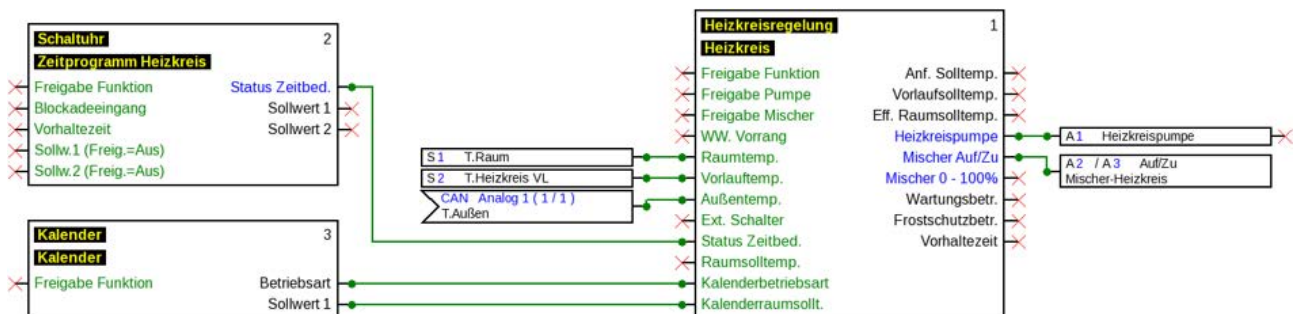 Schaltuhr 2
Zeitprogramm Heizkreis
Freigabe Funktion Status Zeitbed.
Blockadeeingang Sollwert 1
Vorhaltezeit Sollwert 2
Sollw.1 (Freig.=Aus)
Sollw.2 (Freig.=Aus)
Kalender 3
Kalender
Freigabe Funktion Betriebsart
Sollwert 1
S 1 T.Raum
S 2 T.Heizkreis VL
CAN Analog 1 ( 1 / 1 )
T.Außen
Heizkreisregelung 1
Heizkreis
Freigabe Funktion Anf. Solltemp.
Freigabe Pumpe Vorlaufsolltemp.
Freigabe Mischer Eff. Raumsolltemp.
WW. Vorrang Heizkreispumpe
Raumtemp. Mischer Auf/Zu
Vorlauftemp. Mischer 0 - 100%
Außentemp. Wartungsbetr.
Ext. Schalter Frostschutzbetr.
Status Zeitbed. Vorhaltezeit
Raumsolltemp.
Kalenderbetriebsart
Kalenderraumsollt.
A 1 Heizkreispumpe
A 2 / A 3 Auf/Zu
Mischer-Heizkreis